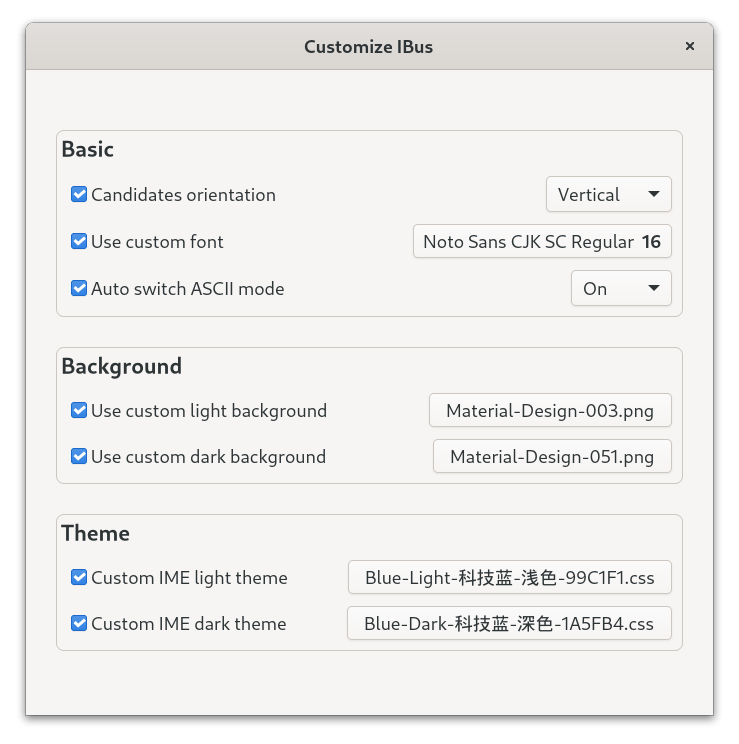 Customize IBus
Basic
Candidates orientation Vertical
Use custom font Noto Sans CJK SC Regular 16
Auto switch ASCII mode On
Background
Use custom light background Material-Design-003.png
Use custom dark background Material-Design-051.png
Theme
Custom IME light theme Blue-Light-科技蓝-浅色-99C1F1.css
Custom IME dark theme Blue-Dark-科技蓝-深色-1A5FB4.css